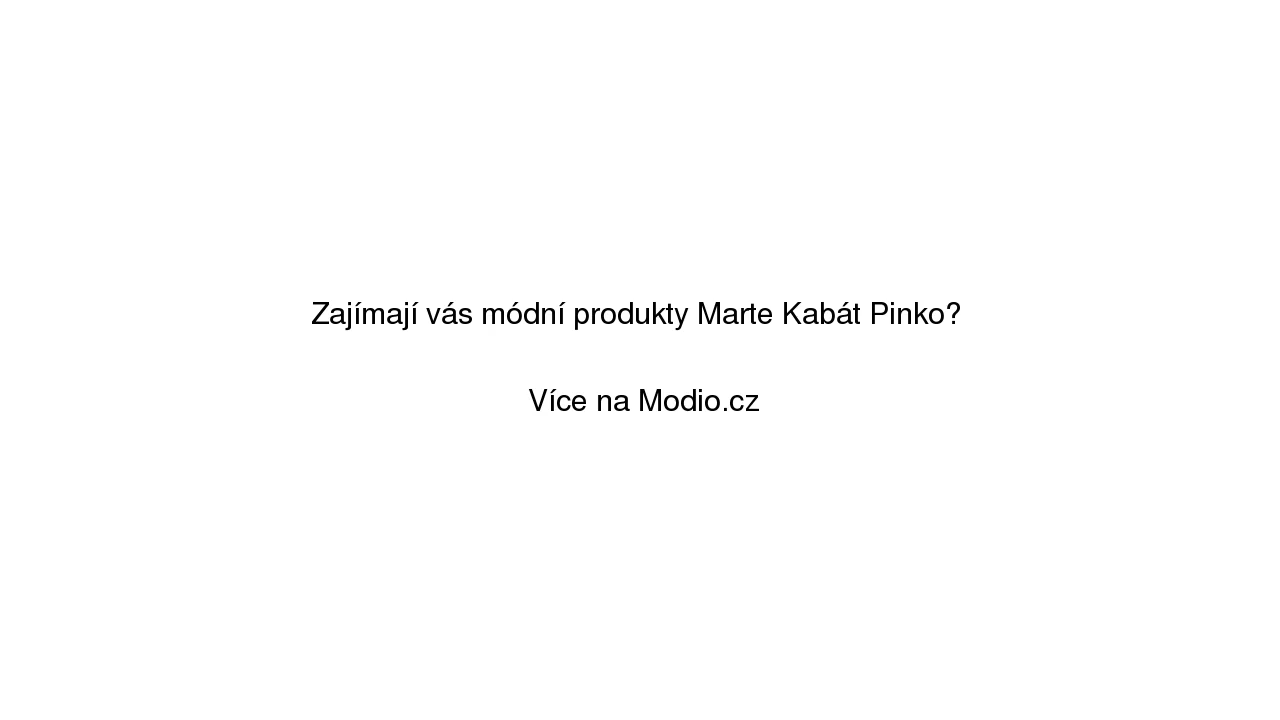 Zajímají vás módní produkty Marte Kabát Pinko?
Více na Modio.cz